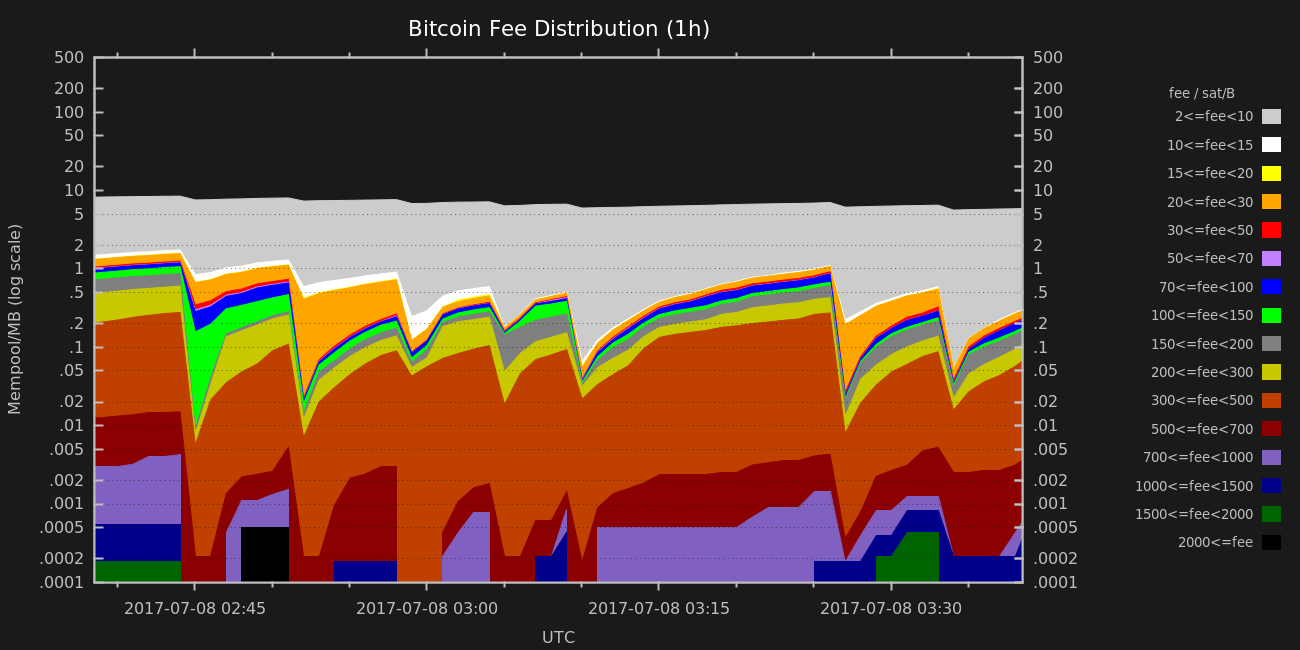 Bitcoin Fee Distribution (1h)
500 500
200 200
100 100
50 50
20 20
10 10
5 5
2 2
1 1
.5 .5
.2 .2
.1 .1
.05 .05
.02 .02
.01 .01
.005 .005
.002 .002
.001 .001
.0005 .0005
.0002 .0002
.0001 .0001
Mempool/MB (log scale)
2017-07-08 02:45 2017-07-08 03:00 2017-07-08 03:15 2017-07-08 03:30
UTC
fee / sat/B
2<=fee<10
10<=fee<15
15<=fee<20
20<=fee<30
30<=fee<50
50<=fee<70
70<=fee<100
100<=fee<150
150<=fee<200
200<=fee<300
300<=fee<500
500<=fee<700
700<=fee<1000
1000<=fee<1500
1500<=fee<2000
2000<=fee